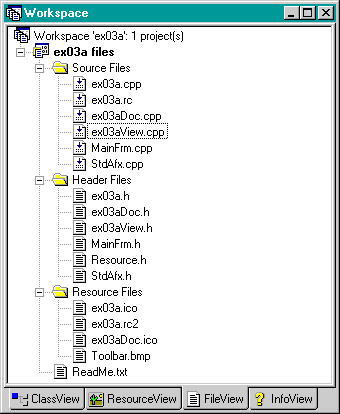 Workspace
Workspace 'ex03a': 1 project(s)
ex03a files
Source Files
ex03a.cpp
ex03a.rc
ex03aDoc.cpp
ex03aView.cpp
MainFrm.cpp
StdAfx.cpp
Header Files
ex03a.h
ex03aDoc.h
ex03aView.h
MainFrm.h
Resource.h
StdAfx.h
Resource Files
ex03a.ico
ex03a.rc2
ex03aDoc.ico
Toolbar.bmp
ReadMe.txt
ClassView ResourceView FileView InfoView